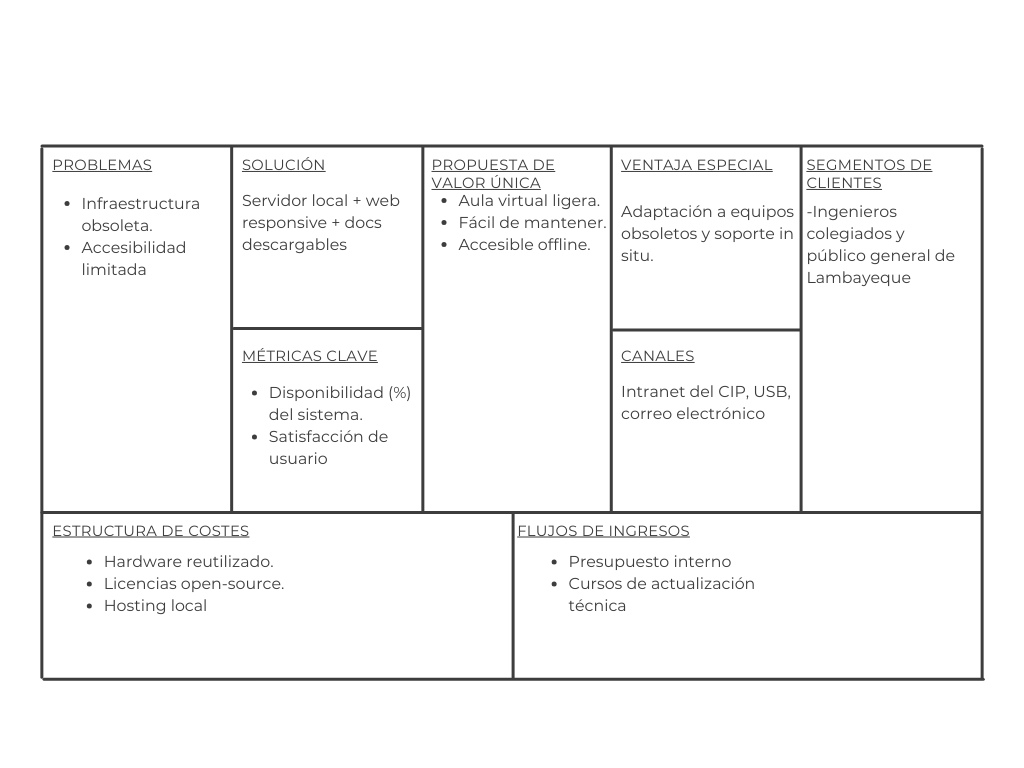 PROBLEMAS
Infraestructura
obsoleta.
Accesibilidad
limitada
SOLUCIÓN
Servidor local + web
responsive + docs
descargables
MÉTRICAS CLAVE
Disponibilidad (%)
del sistema.
Satisfacción de
usuario
PROPUESTA DE
VALOR ÚNICA
Aula virtual ligera.
Fácil de mantener.
Accesible offline.
VENTAJA ESPECIAL
Adaptación a equipos
obsoletos y soporte in
situ.
CANALES
Intranet del CIP, USB,
correo electrónico
SEGMENTOS DE
CLIENTES
-Ingenieros
colegiados y
público general de
Lambayeque
ESTRUCTURA DE COSTES
Hardware reutilizado.
Licencias open-source.
Hosting local
FLUJOS DE INGRESOS
Presupuesto interno
Cursos de actualización
técnica